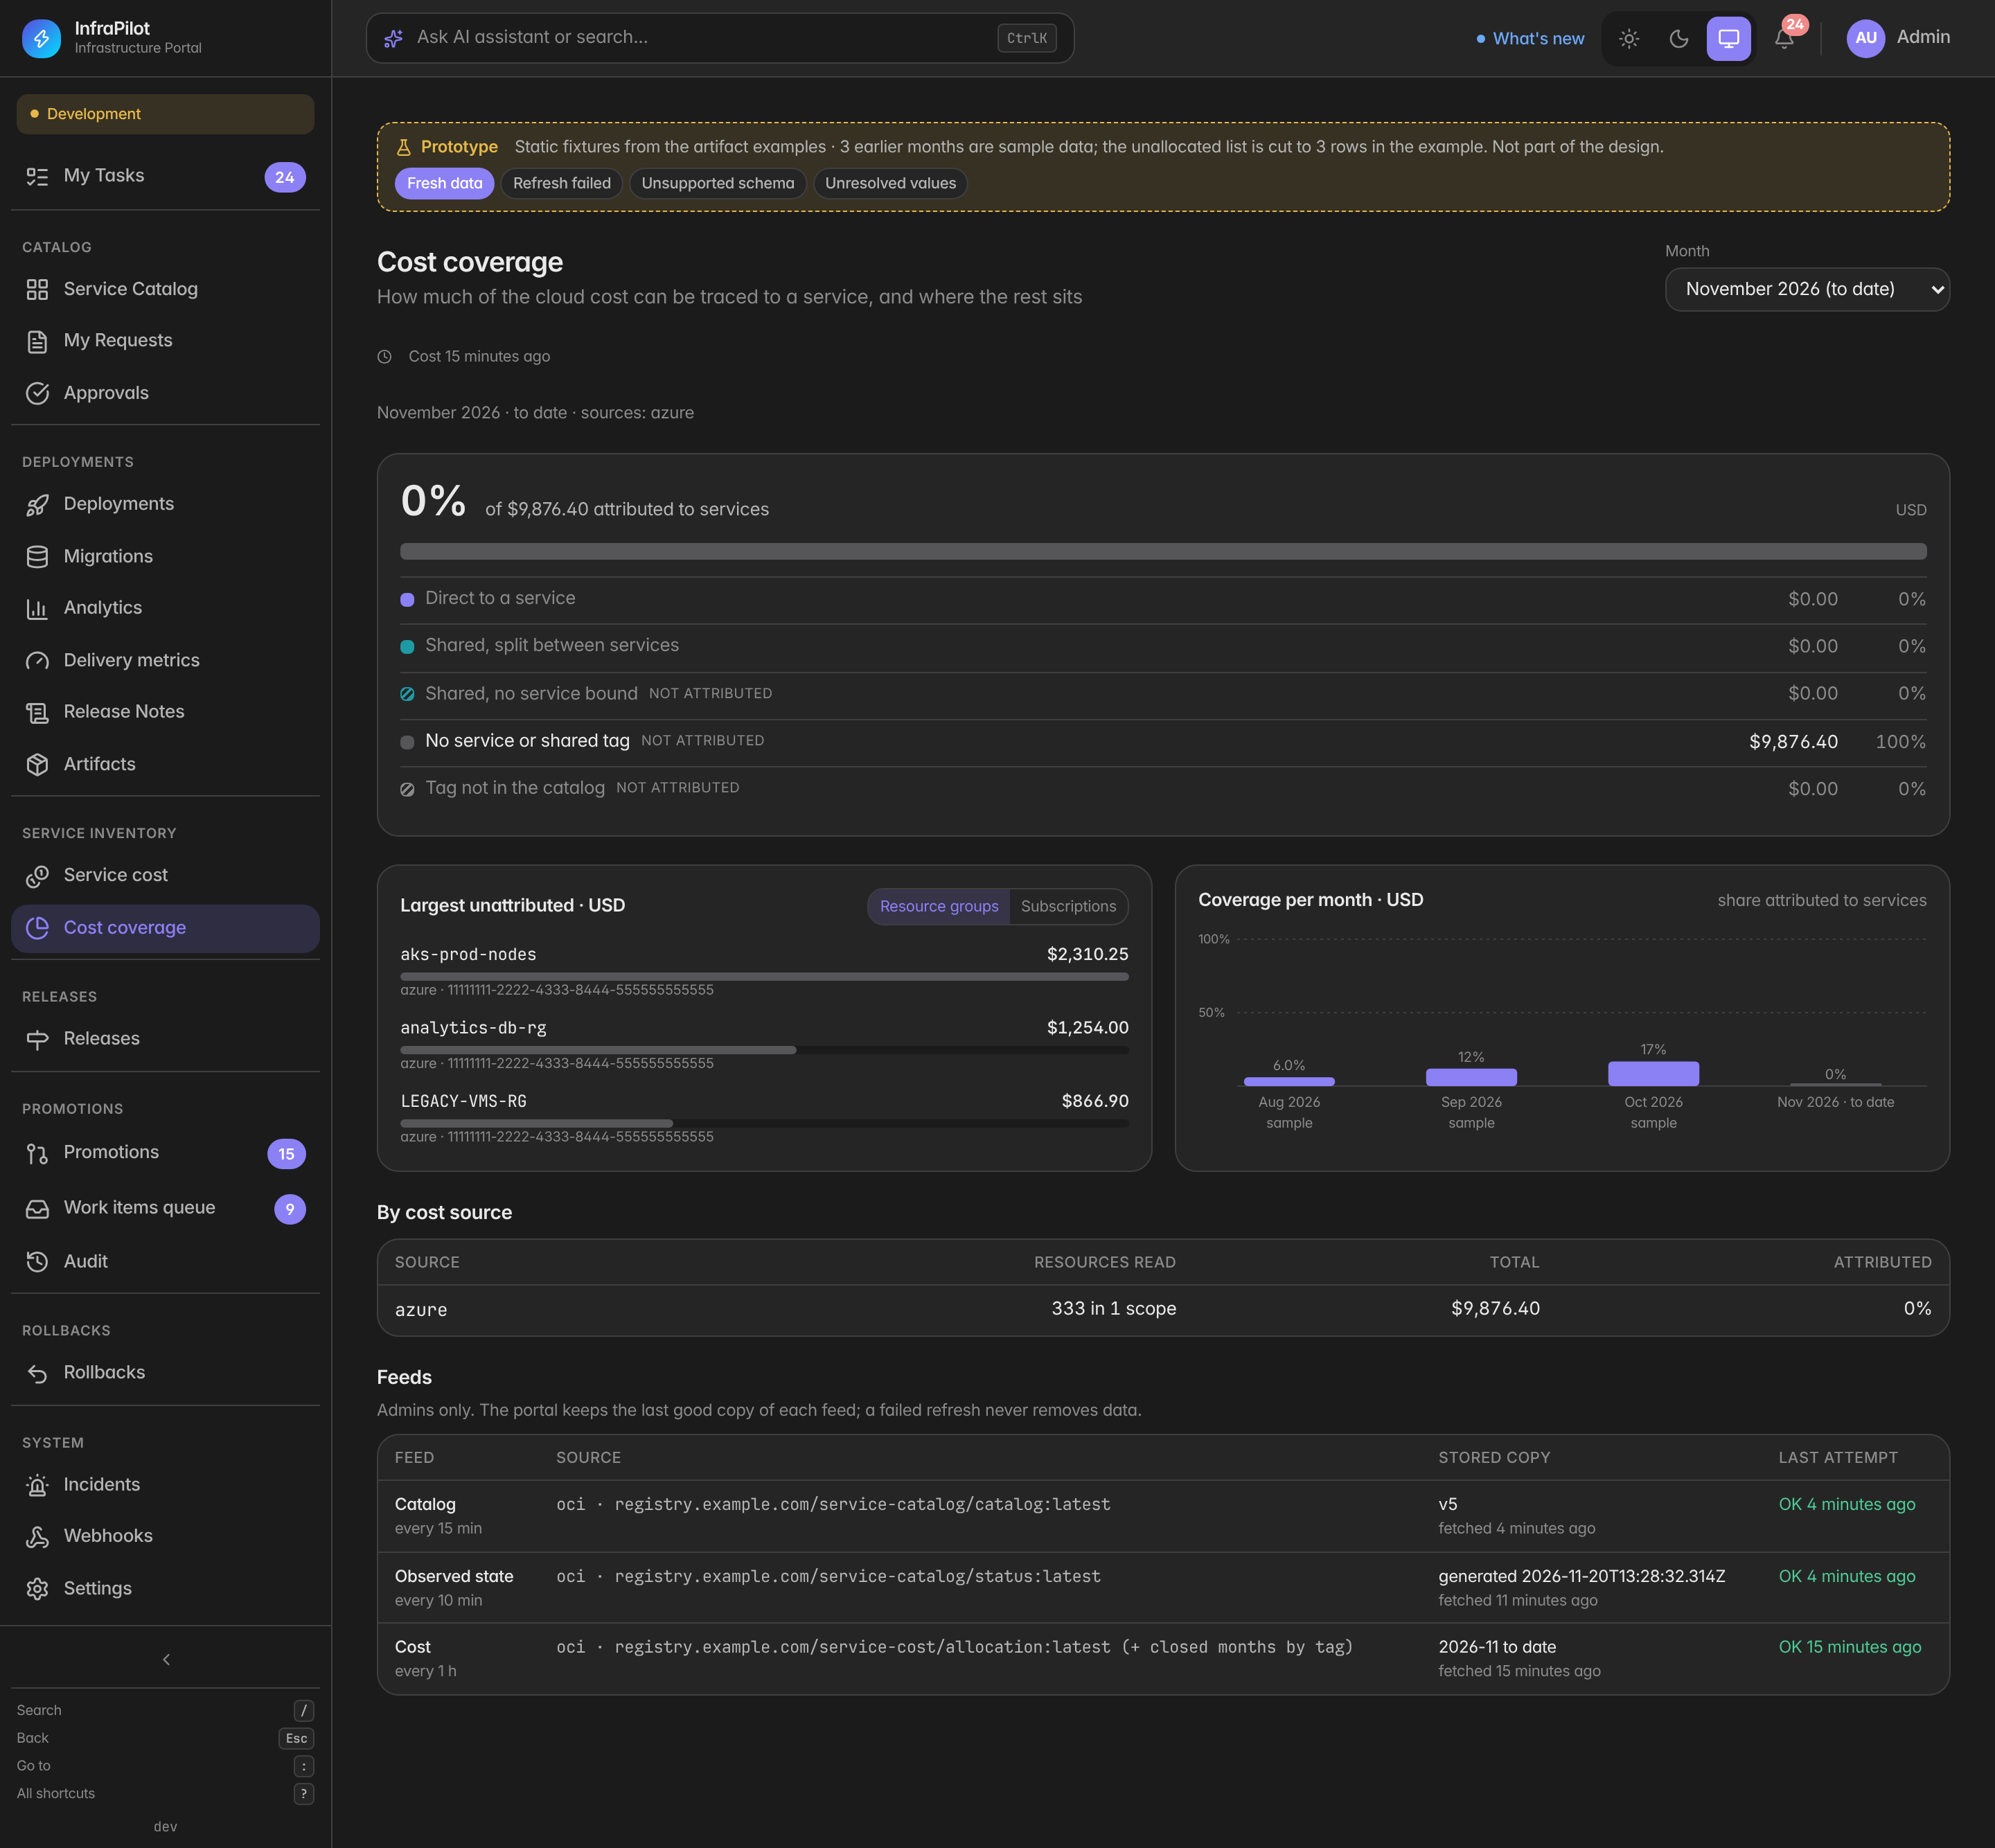 InfraPilot
Infrastructure Portal
Ask AI assistant or search...
CtrlK
What's new
24
AU
Admin
Development
My Tasks
24
CATALOG
Service Catalog
My Requests
Approvals
DEPLOYMENTS
Deployments
Migrations
Analytics
Delivery metrics
Release Notes
Artifacts
SERVICE INVENTORY
Service cost
Cost coverage
RELEASES
Releases
PROMOTIONS
Promotions
15
Work items queue
9
Audit
ROLLBACKS
Rollbacks
SYSTEM
Incidents
Webhooks
Settings
Search /
Back Esc
Go to :
All shortcuts ?
dev
Prototype Static fixtures from the artifact examples · 3 earlier months are sample data; the unallocated list is cut to 3 rows in the example. Not part of the design.
Fresh data Refresh failed Unsupported schema Unresolved values
Cost coverage
How much of the cloud cost can be traced to a service, and where the rest sits
Month
November 2026 (to date)
Cost 15 minutes ago
November 2026 · to date · sources: azure
0% of $9,876.40 attributed to services USD
Direct to a service $0.00 0%
Shared, split between services $0.00 0%
Shared, no service bound NOT ATTRIBUTED $0.00 0%
No service or shared tag NOT ATTRIBUTED $9,876.40 100%
Tag not in the catalog NOT ATTRIBUTED $0.00 0%
Largest unattributed · USD Resource groups Subscriptions
aks-prod-nodes $2,310.25
azure · 11111111-2222-4333-8444-555555555555
analytics-db-rg $1,254.00
azure · 11111111-2222-4333-8444-555555555555
LEGACY-VMS-RG $866.90
azure · 11111111-2222-4333-8444-555555555555
Coverage per month · USD share attributed to services
100%
50%
6.0% 12% 17% 0%
Aug 2026 Sep 2026 Oct 2026 Nov 2026 · to date
sample sample sample
By cost source
SOURCE RESOURCES READ TOTAL ATTRIBUTED
azure 333 in 1 scope $9,876.40 0%
Feeds
Admins only. The portal keeps the last good copy of each feed; a failed refresh never removes data.
FEED SOURCE STORED COPY LAST ATTEMPT
Catalog oci · registry.example.com/service-catalog/catalog:latest v5 OK 4 minutes ago
every 15 min fetched 4 minutes ago
Observed state oci · registry.example.com/service-catalog/status:latest generated 2026-11-20T13:28:32.314Z OK 4 minutes ago
every 10 min fetched 11 minutes ago
Cost oci · registry.example.com/service-cost/allocation:latest (+ closed months by tag) 2026-11 to date OK 15 minutes ago
every 1 h fetched 15 minutes ago